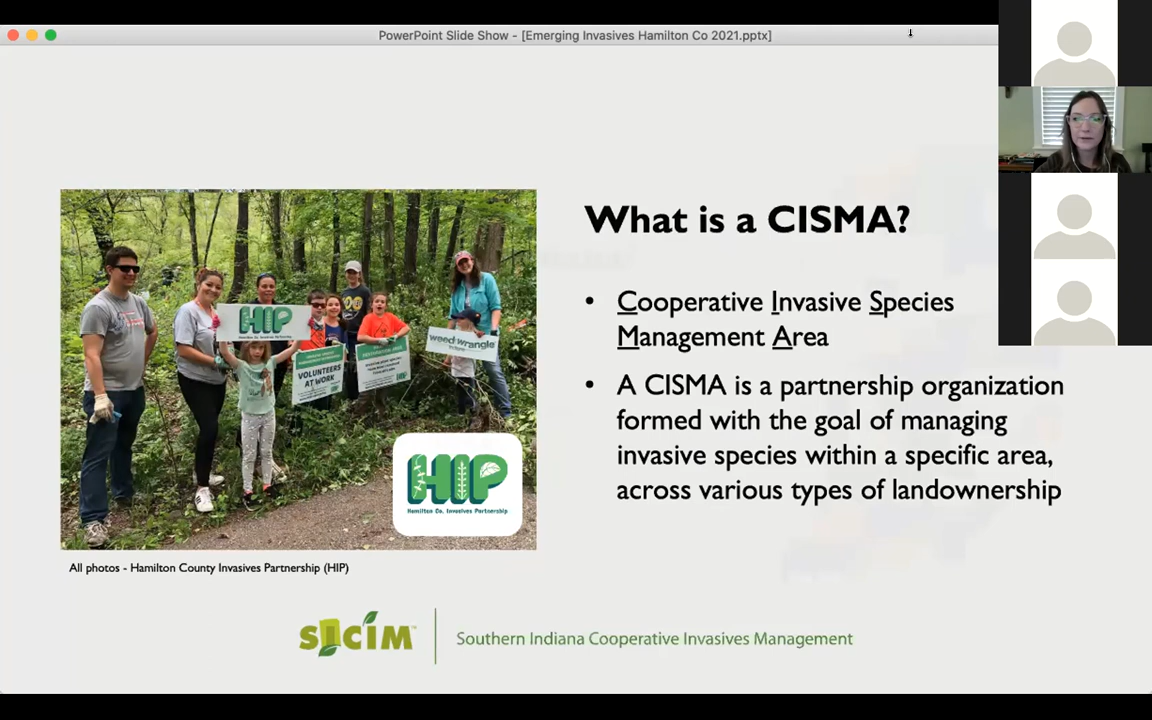 PowerPoint Slide Show - [Emerging Invasives Hamilton Co 2021.pptx]
What is a CISMA?
• Cooperative Invasive Species
Management Area
• A CISMA is a partnership organization
formed with the goal of managing
invasive species within a specific area,
across various types of landownership
HIP
VOLUNTEERS
AT WORK
weed wrangle
HIP
Hamilton Co. Invasives Partnership
All photos - Hamilton County Invasives Partnership (HIP)
SICIM™
Southern Indiana Cooperative Invasives Management